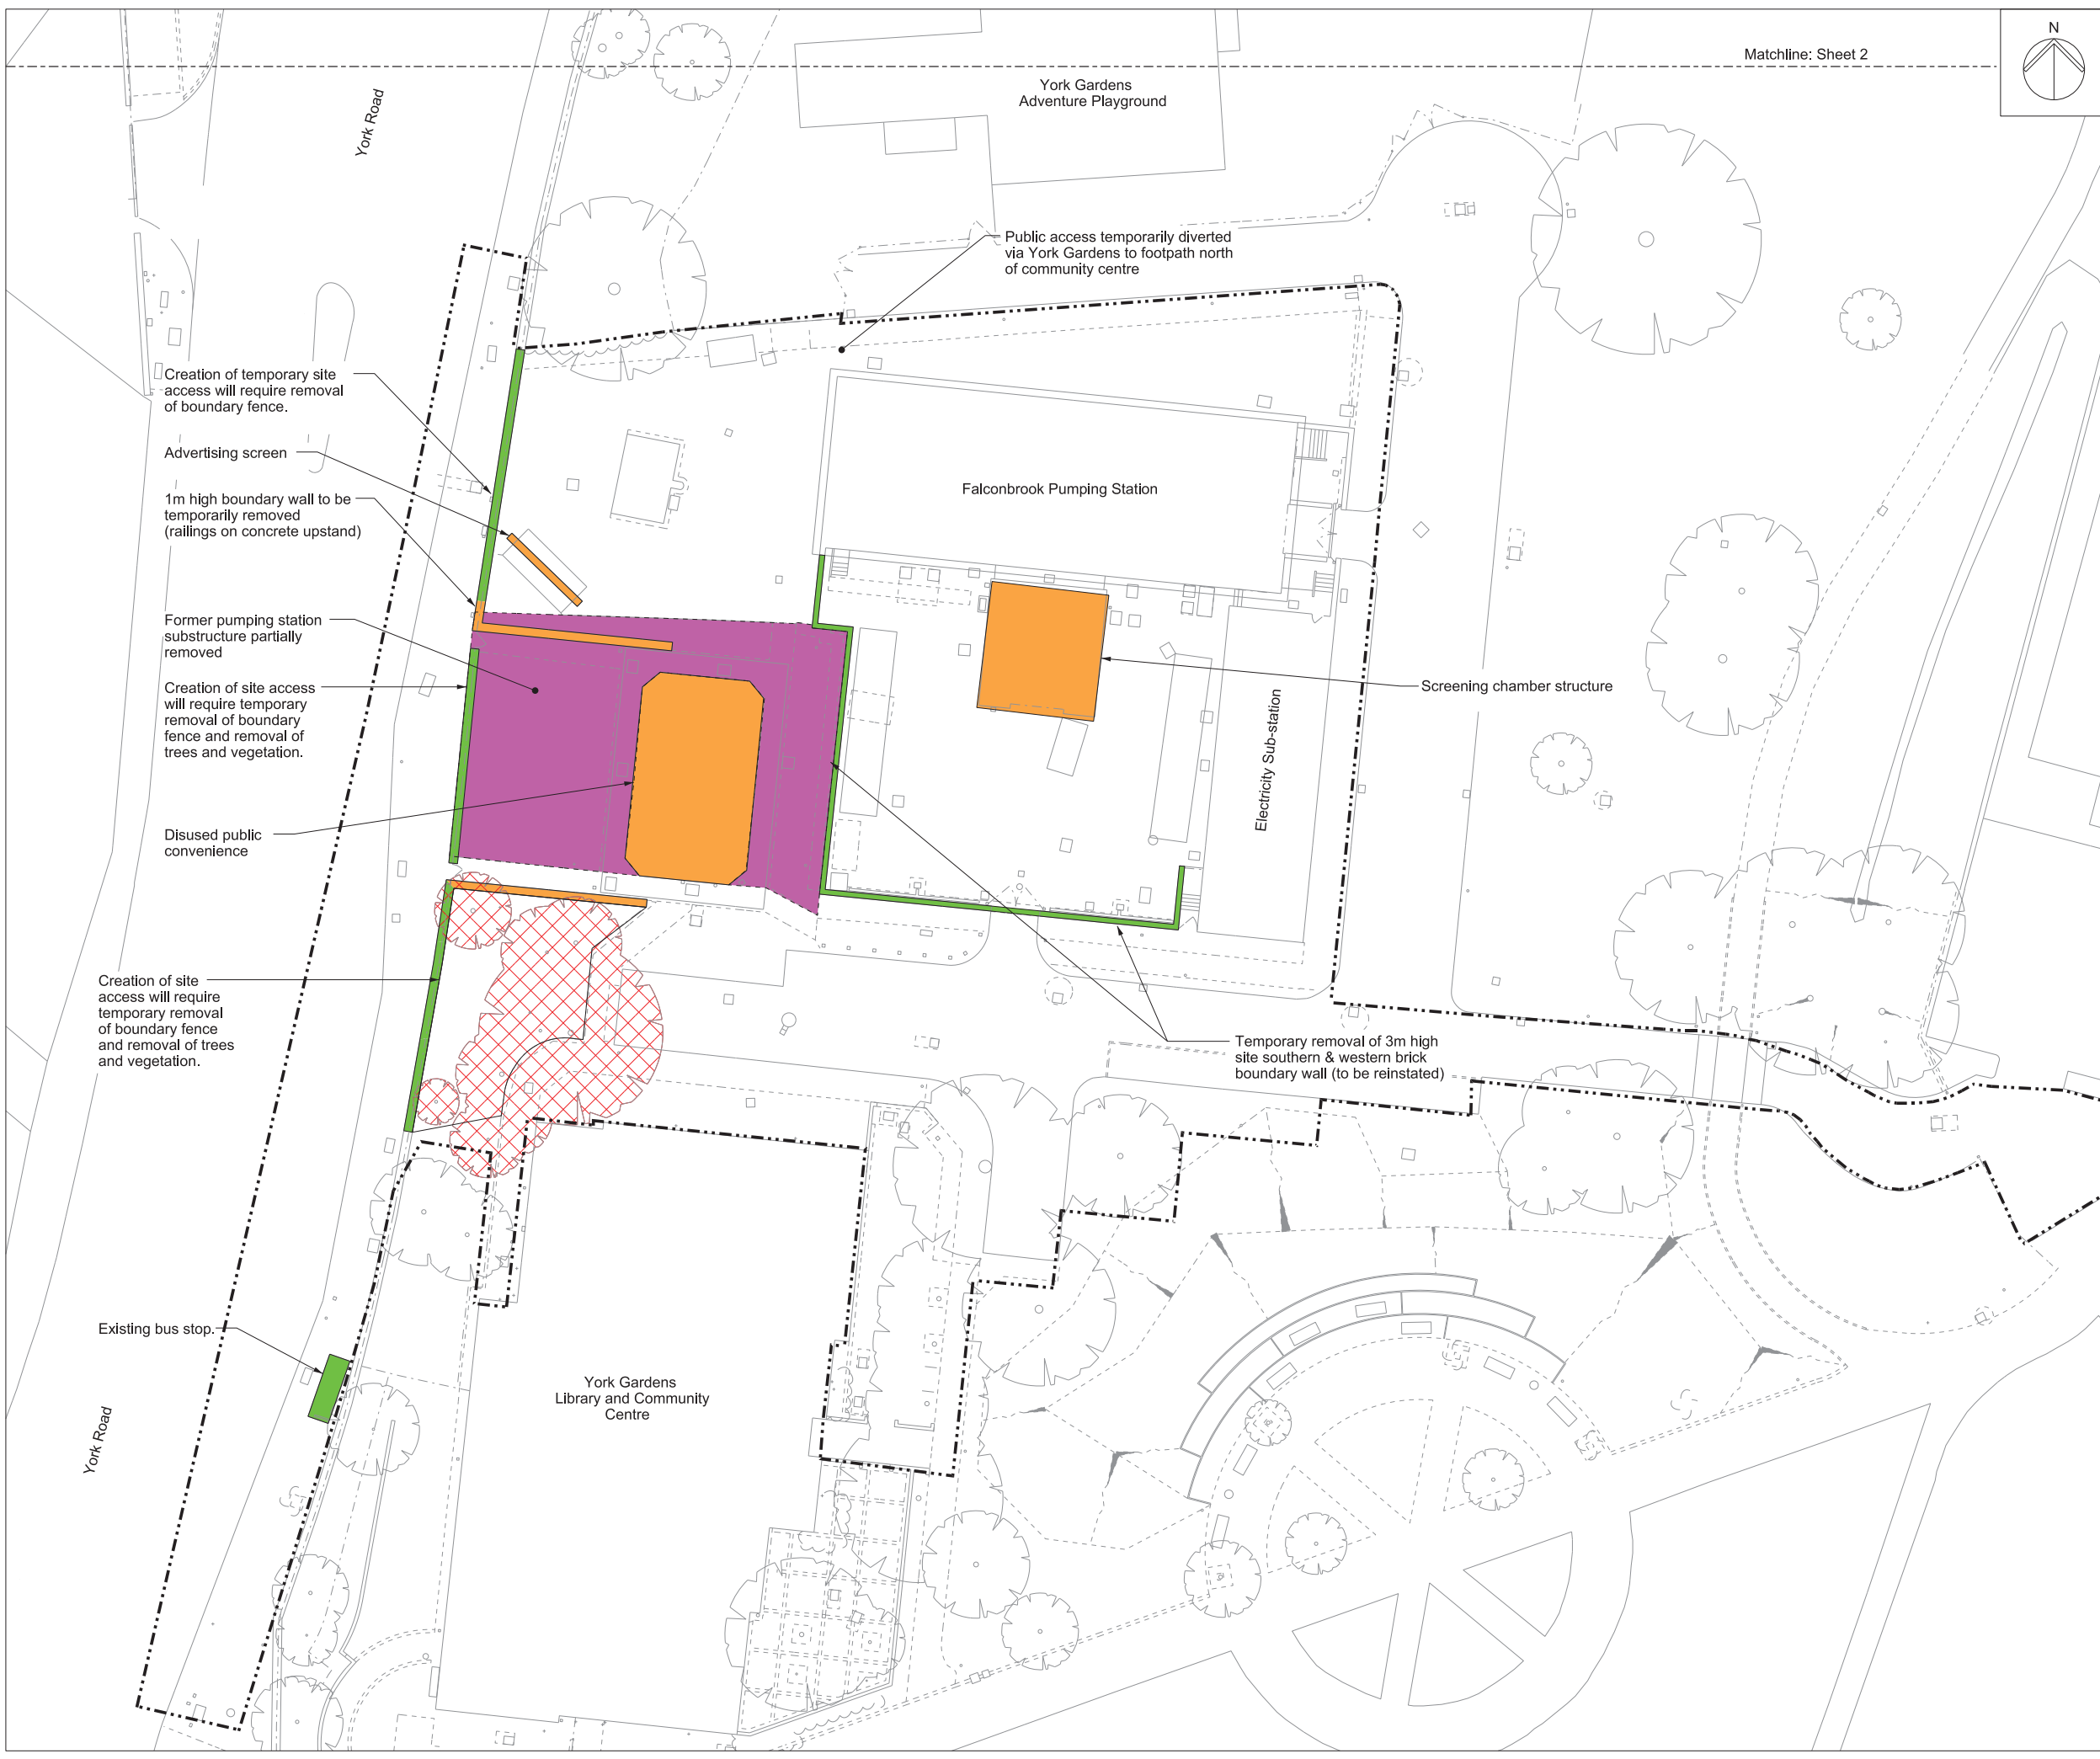 N
Matchline: Sheet 2
York Road
York Gardens
Adventure Playground
Public access temporarily diverted
via York Gardens to footpath north
of community centre
Creation of temporary site
access will require removal
of boundary fence.
Advertising screen
1m high boundary wall to be
temporarily removed
(railings on concrete upstand)
Falconbrook Pumping Station
Former pumping station
substructure partially
removed
Creation of site access
will require temporary
removal of boundary
fence and removal of
trees and vegetation.
Screening chamber structure
Electricity Sub-station
Disused public
convenience
Creation of site
access will require
temporary removal
of boundary fence
and removal of trees
and vegetation.
Temporary removal of 3m high
site southern & western brick
boundary wall (to be reinstated)
Existing bus stop.
York Gardens
Library and Community
Centre
York Road